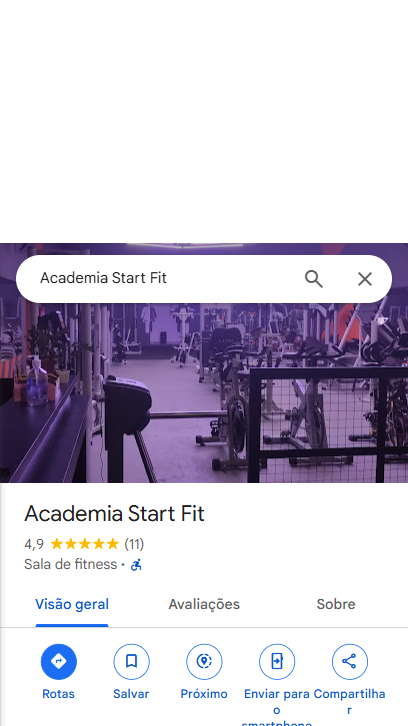 Academia Start Fit
Academia Start Fit
4,9 ★★★★★ (11)
Sala de fitness ·
Visão geral
Avaliações
Sobre
Rotas
Salvar
Próximo
Enviar para o smartphone
Compartilhar